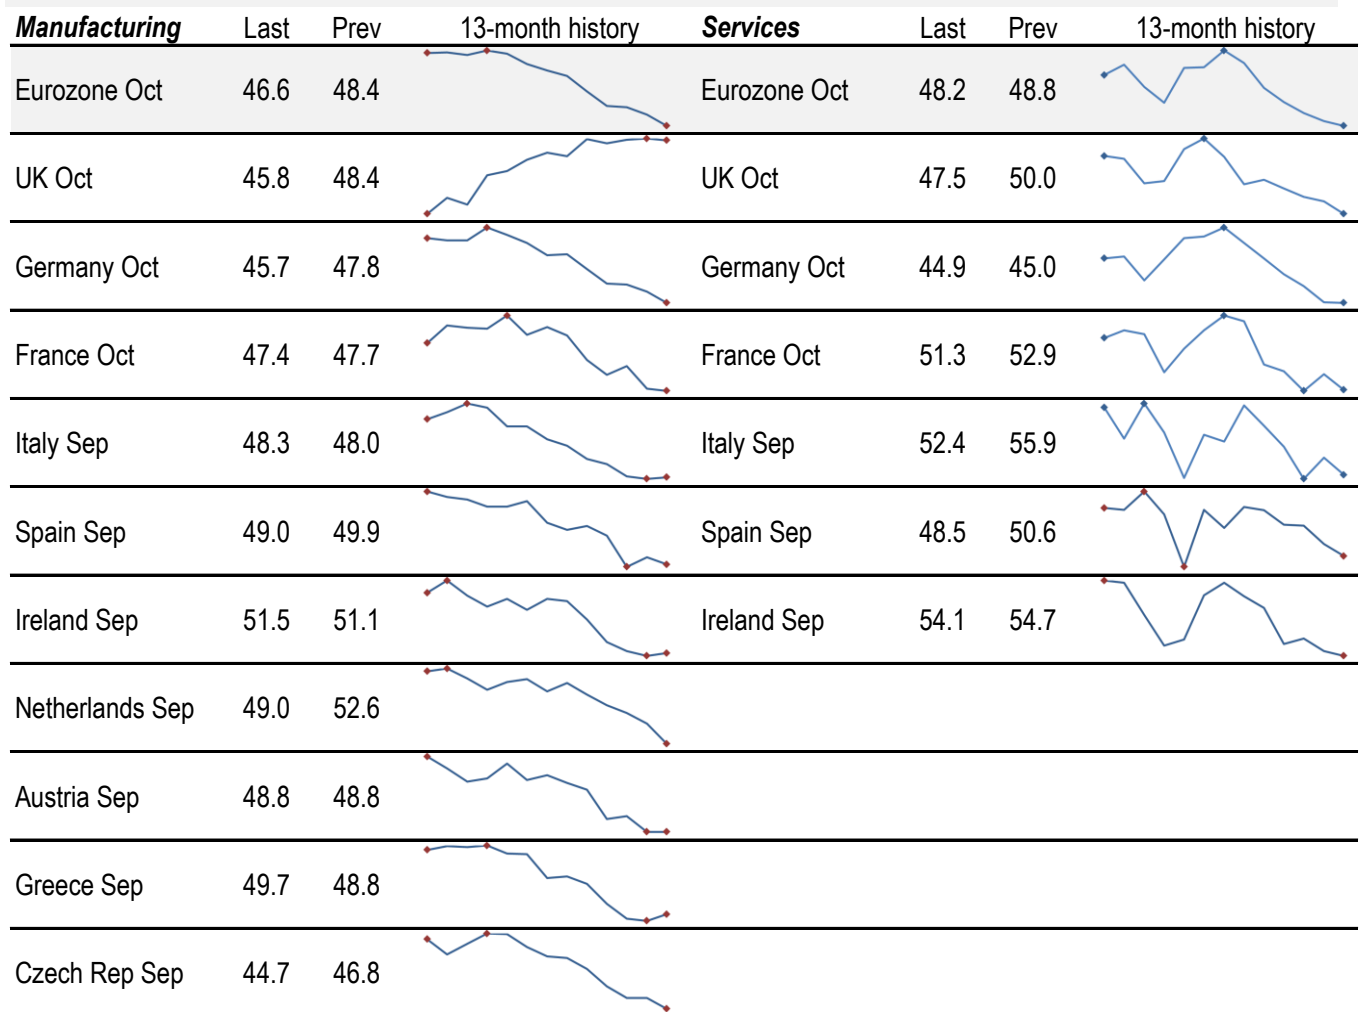 Manufacturing Last Prev 13-month history Services Last Prev 13-month history
Eurozone Oct 46.6 48.4 Eurozone Oct 48.2 48.8
UK Oct 45.8 48.4 UK Oct 47.5 50.0
Germany Oct 45.7 47.8 Germany Oct 44.9 45.0
France Oct 47.4 47.7 France Oct 51.3 52.9
Italy Sep 48.3 48.0 Italy Sep 52.4 55.9
Spain Sep 49.0 49.9 Spain Sep 48.5 50.6
Ireland Sep 51.5 51.1 Ireland Sep 54.1 54.7
Netherlands Sep 49.0 52.6
Austria Sep 48.8 48.8
Greece Sep 49.7 48.8
Czech Rep Sep 44.7 46.8